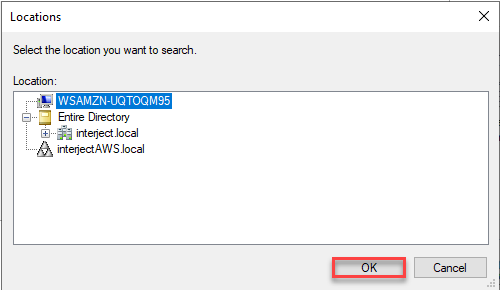 Locations
Select the location you want to search.
Location:
WSAMZN-UQTOQM95
Entire Directory
interject.local
interjectAWS.local
OK
Cancel